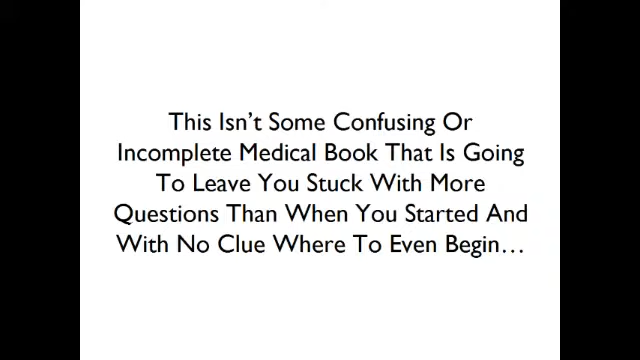 This Isn't Some Confusing Or
Incomplete Medical Book That Is Going
To Leave You Stuck With More
Questions Than When You Started And
With No Clue Where To Even Begin…